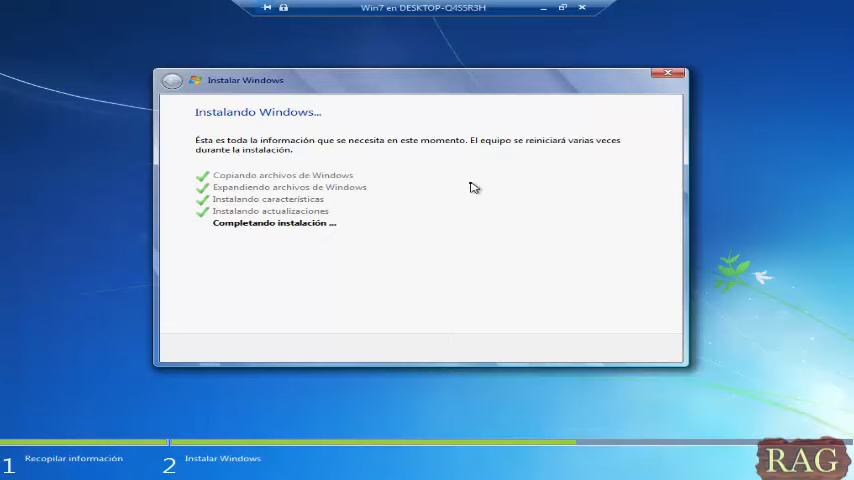 Win7 en DESKTOP-Q4S5R3H
Instalar Windows
Instalando Windows...
Ésta es toda la información que se necesita en este momento. El equipo se reiniciará varias veces
durante la instalación.
Copiando archivos de Windows
Expandiendo archivos de Windows
Instalando características
Instalando actualizaciones
Completando instalación ...
1 Recopilar información
2 Instalar Windows
RAG